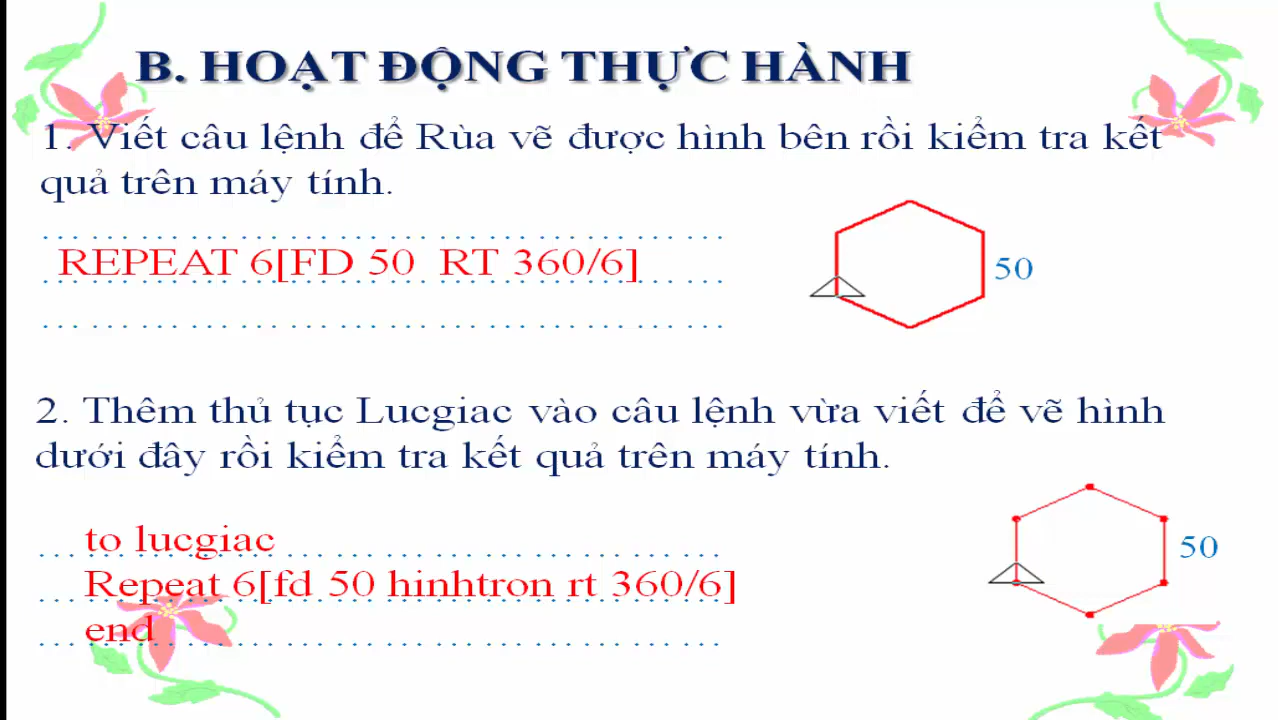 B. HOẠT ĐỘNG THỰC HÀNH
1. Viết câu lệnh để Rùa vẽ được hình bên rồi kiểm tra kết
quả trên máy tính.
REPEAT 6[FD 50 RT 360/6]
50
2. Thêm thủ tục Lucgiac vào câu lệnh vừa viết để vẽ hình
dưới đây rồi kiểm tra kết quả trên máy tính.
to lucgiac
50
Repeat 6[fd 50 hinhtron rt 360/6]
end